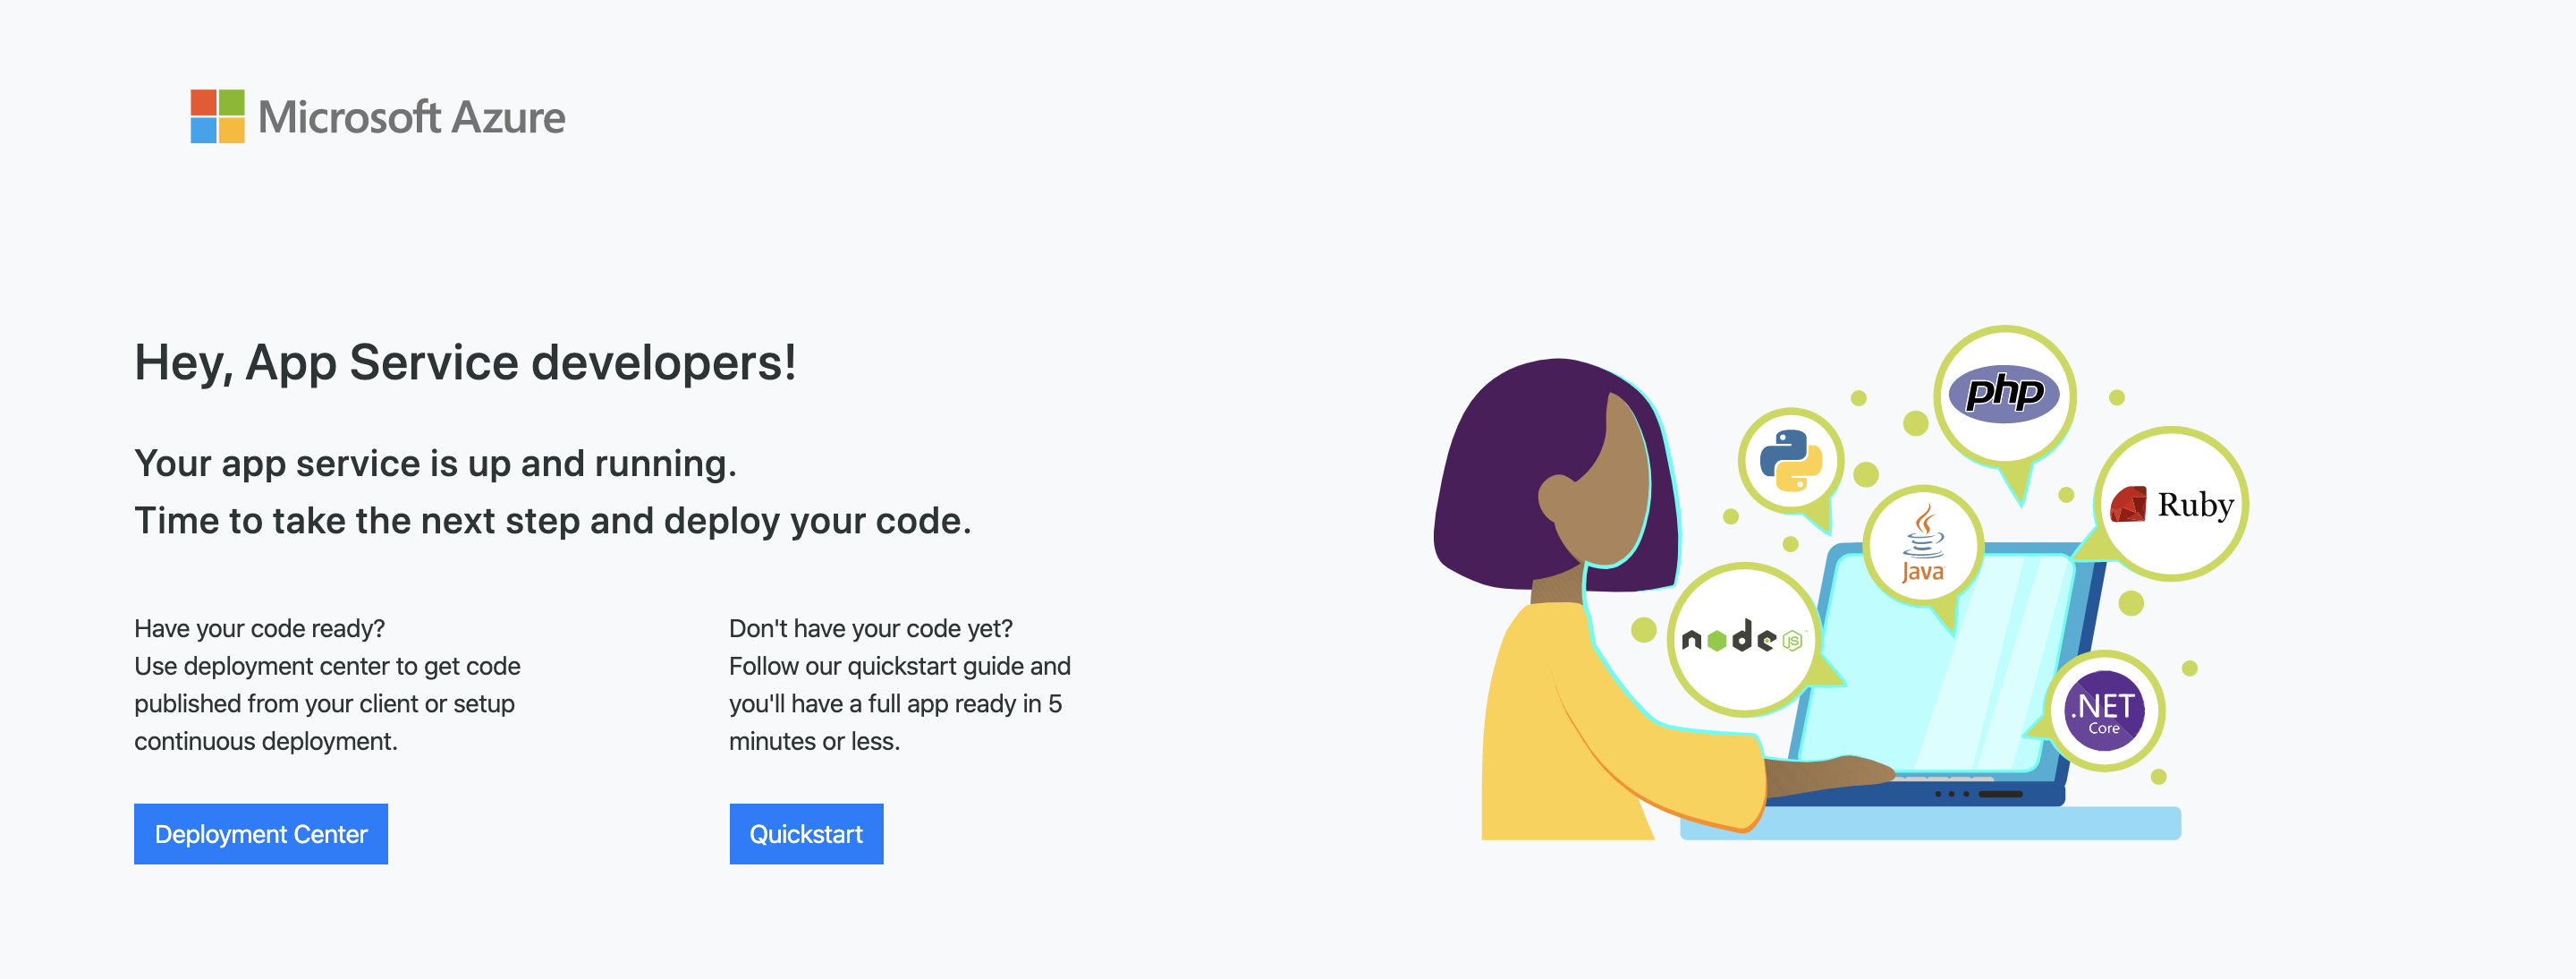 Microsoft Azure
Hey, App Service developers!
Your app service is up and running.
Time to take the next step and deploy your code.
Have your code ready?
Use deployment center to get code
published from your client or setup
continuous deployment.
Deployment Center
Don't have your code yet?
Follow our quickstart guide and
you'll have a full app ready in 5
minutes or less.
Quickstart
php
Ruby
Java
node
JS
.NET
Core